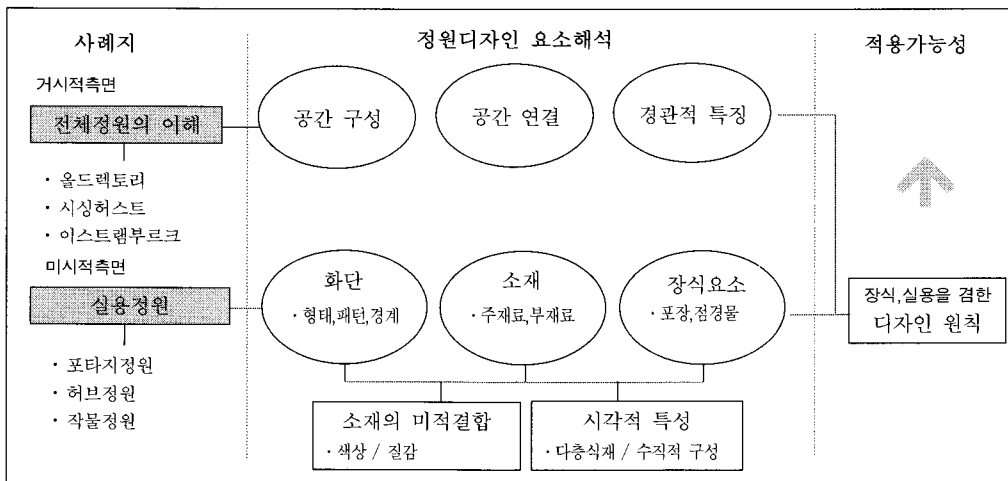 사례지
정원디자인 요소해석
적용가능성
거시적측면
전체정원의 이해
공간 구성
공간 연결
경관적 특징
· 올드렉토리
· 시싱허스트
· 이스트램부르크
미시적측면
실용정원
화단
· 형태,패턴,경계
소재
· 주재료,부재료
장식요소
· 포장,점경물
장식,실용을 겸한
디자인 원칙
· 포타지정원
· 허브정원
· 작물정원
소재의 미적결합
· 색상 / 질감
시각적 특성
· 다층식재 / 수직적 구성